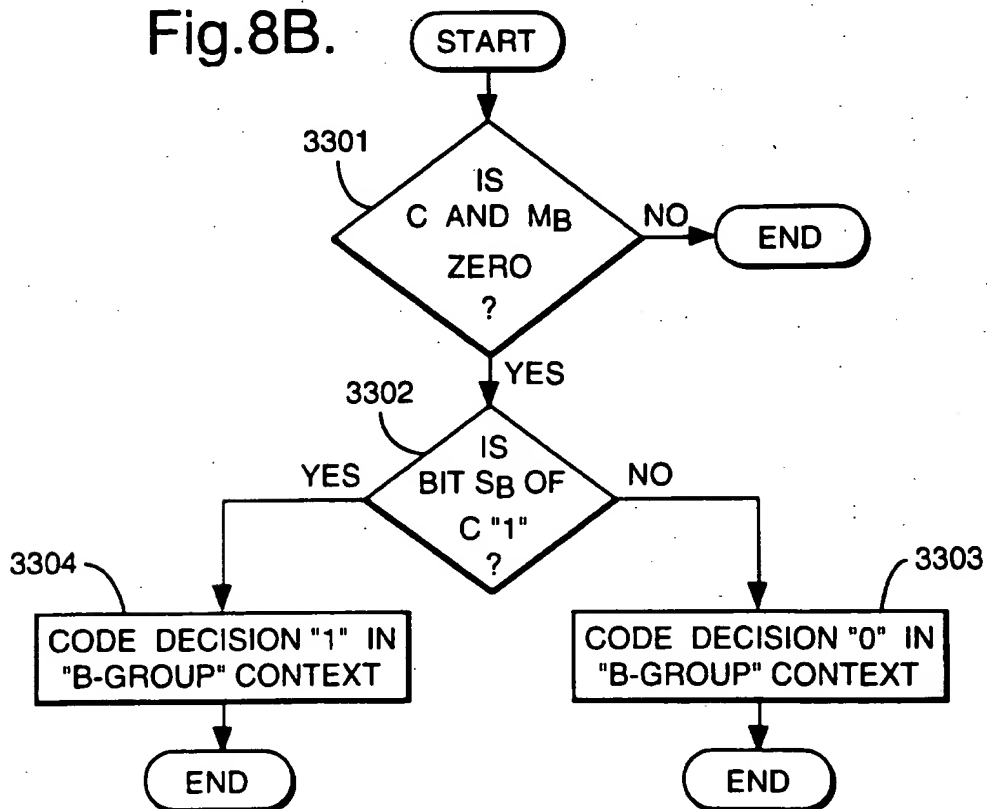 Fig.8B.
START
3301
IS
C AND MB
ZERO
?
NO
END
YES
3302
IS
BIT SB OF
C "1"
?
YES
NO
3304
3303
CODE DECISION "1" IN
"B-GROUP" CONTEXT
CODE DECISION "0" IN
"B-GROUP" CONTEXT
END
END